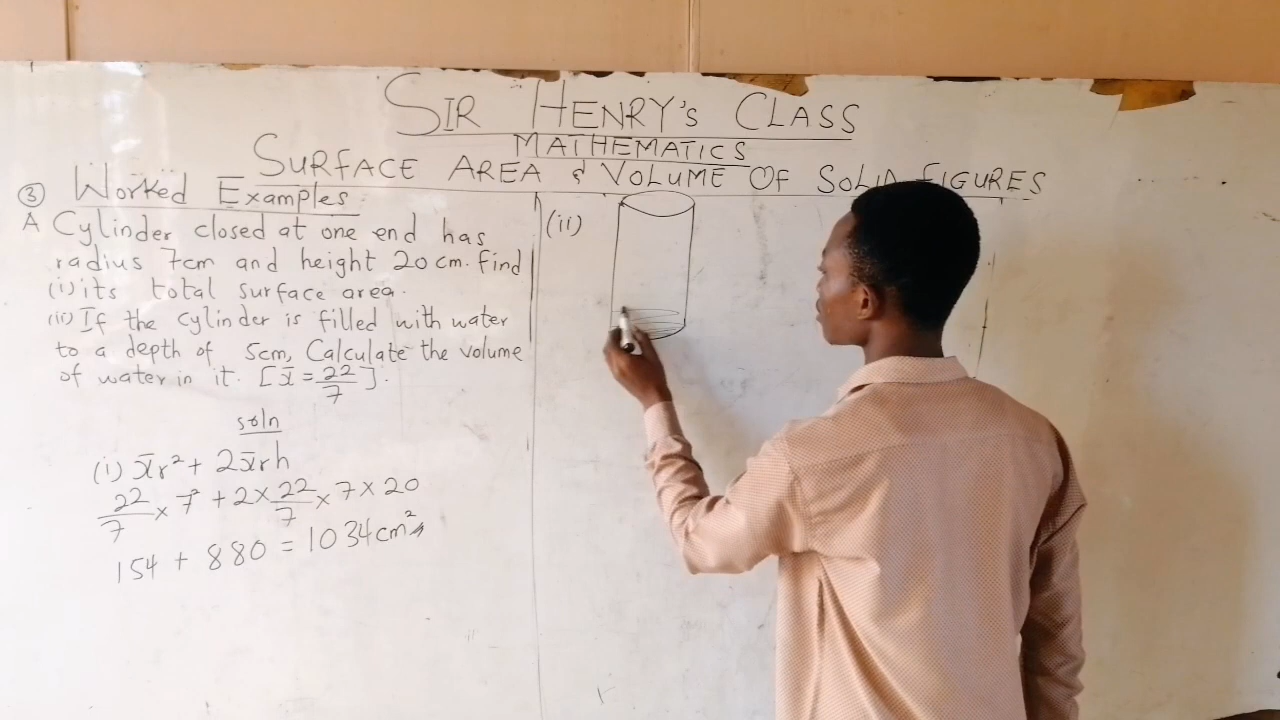 SIR HENRY'S CLASS
MATHEMATICS
SURFACE AREA & VOLUME OF SOLID FIGURES
③ Worked Examples
A Cylinder closed at one end has
radius 7cm and height 20cm. find
(i) its total surface area.
(ii) If the cylinder is filled with water
to a depth of 5cm, Calculate the volume
of water in it. [π = 22/7].
soln
(i) πr² + 2πrh
22/7 × 7² + 2 × 22/7 × 7 × 20
154 + 880 = 1034cm²
(ii)